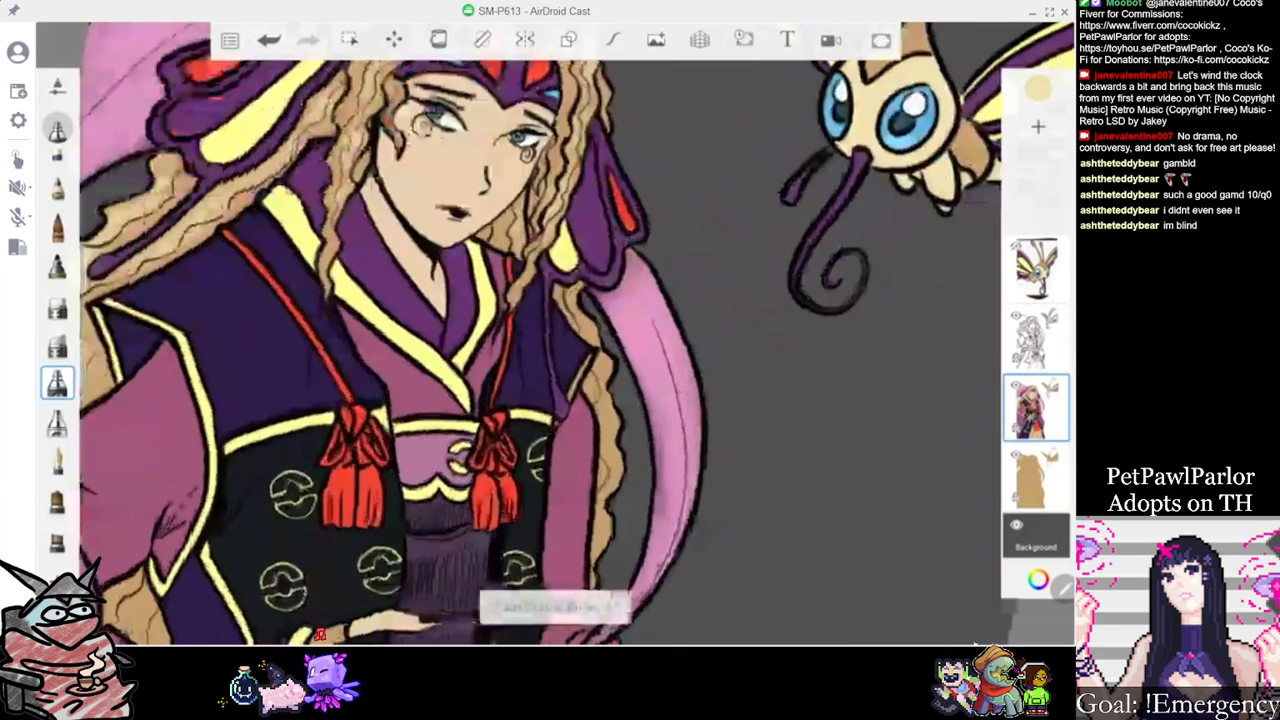 SM-P613 - AirDroid Cast
T
Background
Moobot: @janevalentine007 Coco's
Fiverr for Commissions:
https://www.fiverr.com/cocokickz ,
PetPawlParlor for adopts:
https://toyhou.se/PetPawlParlor , Coco's Ko-
Fi for Donations: https://ko-fi.com/cocokickz
janevalentine007 Let's wind the clock
backwards a bit and bring back this music
from my first ever video on YT: [No Copyright
Music] Retro Music (Copyright Free) Music -
Retro LSD by Jakey
janevalentine007 No drama, no
controversy, and don't ask for free art please!
ashtheteddybear gambld
ashtheteddybear
ashtheteddybear such a good gamd 10/q0
ashtheteddybear i didnt even see it
ashtheteddybear im blind
PetPawlParlor
Adopts on TH
Goal: !Emergency